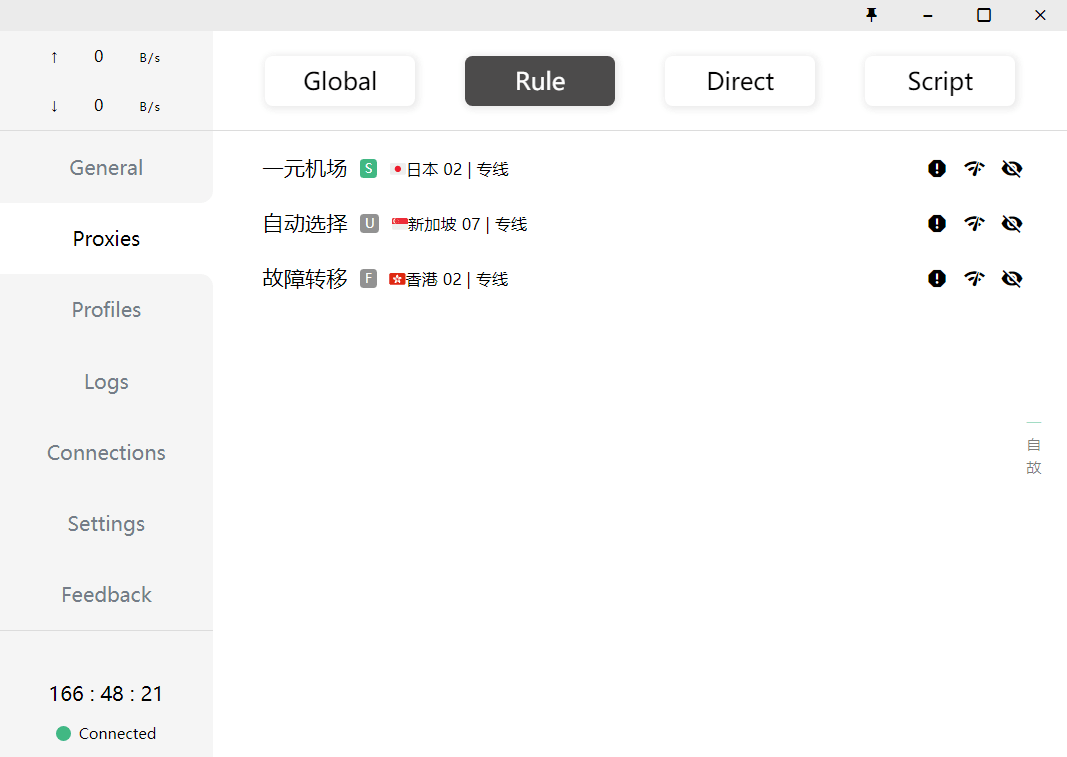 ↑ 0 B/s
↓ 0 B/s
General
Proxies
Profiles
Logs
Connections
Settings
Feedback
166 : 48 : 21
Connected
Global Rule Direct Script
一元机场 S 🇯🇵日本 02 | 专线
自动选择 U 🇸🇬新加坡 07 | 专线
故障转移 F 🇭🇰香港 02 | 专线
一
自
故